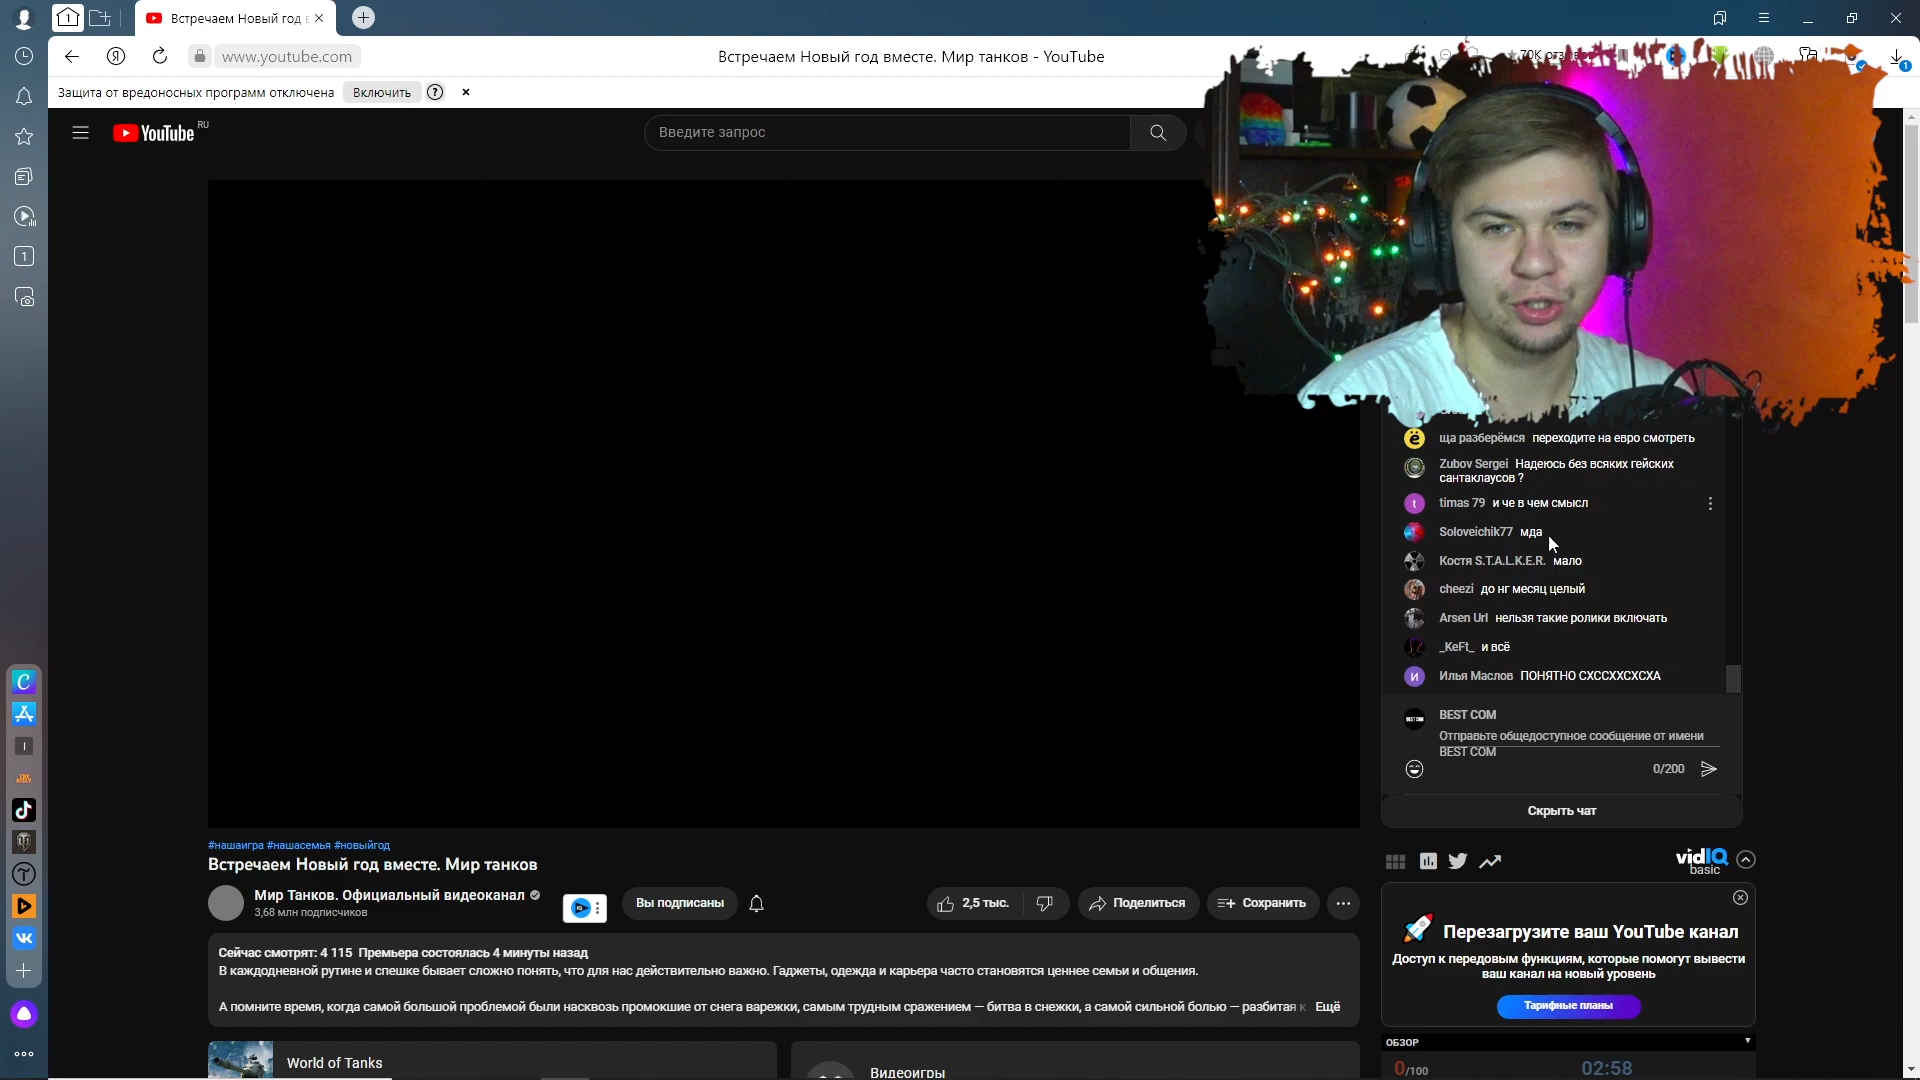 Встречаем Новый год в
www.youtube.com
Встречаем Новый год вместе. Мир танков - YouTube
Защита от вредоносных программ отключена
Включить
YouTube RU
Введите запрос
ща разберёмся переходите на евро смотреть
Zubov Sergei Надеюсь без всяких гейских
сантаклаусов ?
timas 79 и че в чем смысл
Soloveichik77 мда
Костя S.T.A.L.K.E.R. мало
cheezi до нг месяц целый
Arsen Url нельзя такие ролики включать
_KeFt_ и всё
И Илья Маслов ПОНЯТНО СХССХХСХСХА
BEST COM
BEST COM
Отправьте общедоступное сообщение от имени
BEST COM
0/200
Скрыть чат
#нашаигра #нашасемья #новыйгод
Встречаем Новый год вместе. Мир танков
Мир Танков. Официальный видеоканал
3,68 млн подписчиков
Вы подписаны
2,5 тыс.
Поделиться
Сохранить
Сейчас смотрят: 4 115 Премьера состоялась 4 минуты назад
В каждодневной рутине и спешке бывает сложно понять, что для нас действительно важно. Гаджеты, одежда и карьера часто становятся ценнее семьи и общения.
А помните время, когда самой большой проблемой были насквозь промокшие от снега варежки, самым трудным сражением — битва в снежки, а самой сильной болью — разбитая к Ещё
World of Tanks
Видеоигры
vidIQ
basic
Перезагрузите ваш YouTube канал
Доступ к передовым функциям, которые помогут вывести
ваш канал на новый уровень
Тарифные планы
ОБЗОР
0/100
02:58